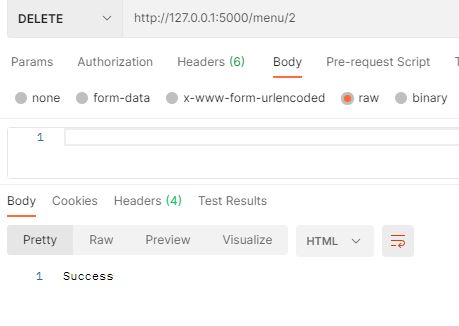 DELETE http://127.0.0.1:5000/menu/2
Params Authorization Headers (6) Body Pre-request Script
none form-data x-www-form-urlencoded raw binary
1
Body Cookies Headers (4) Test Results
Pretty Raw Preview Visualize HTML
1 Success